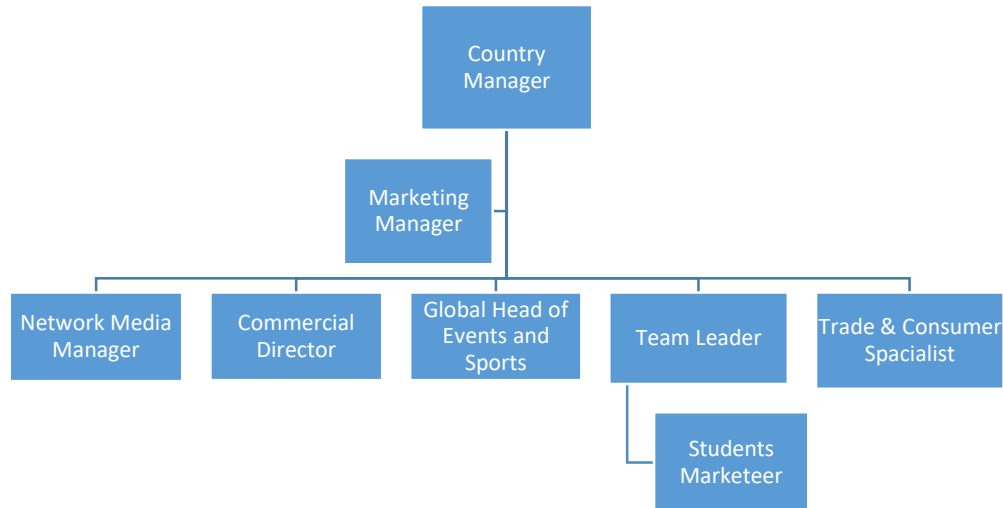 Country
Manager
Marketing
Manager
Network Media
Manager
Commercial
Director
Global Head of
Events and
Sports
Team Leader
Trade & Consumer
Spacialist
Students
Marketeer